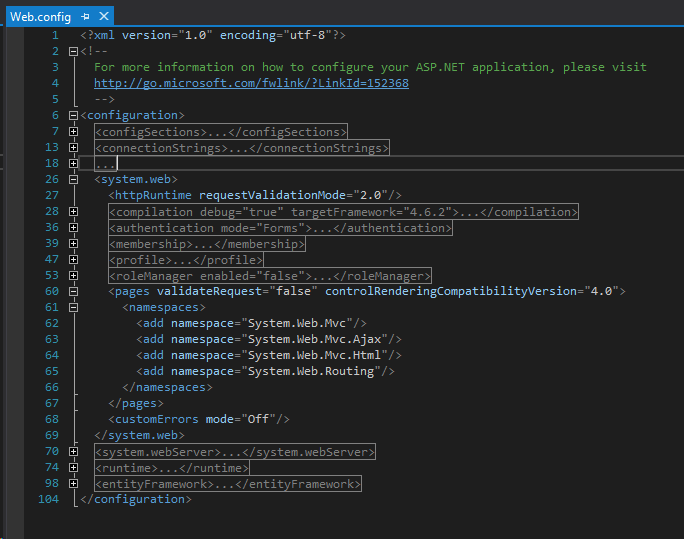 Web.config
1 <?xml version="1.0" encoding="utf-8"?>
2 <!--
3 For more information on how to configure your ASP.NET application, please visit
4 http://go.microsoft.com/fwlink/?LinkId=152368
5 -->
6 <configuration>
7 <configSections>...</configSections>
13 <connectionStrings>...</connectionStrings>
18 ...
26 <system.web>
27 <httpRuntime requestValidationMode="2.0"/>
28 <compilation debug="true" targetFramework="4.6.2">...</compilation>
36 <authentication mode="Forms">...</authentication>
39 <membership>...</membership>
47 <profile>...</profile>
53 <roleManager enabled="false">...</roleManager>
60 <pages validateRequest="false" controlRenderingCompatibilityVersion="4.0">
61 <namespaces>
62 <add namespace="System.Web.Mvc"/>
63 <add namespace="System.Web.Mvc.Ajax"/>
64 <add namespace="System.Web.Mvc.Html"/>
65 <add namespace="System.Web.Routing"/>
66 </namespaces>
67 </pages>
68 <customErrors mode="Off"/>
69 </system.web>
70 <system.webServer>...</system.webServer>
74 <runtime>...</runtime>
98 <entityFramework>...</entityFramework>
104 </configuration>